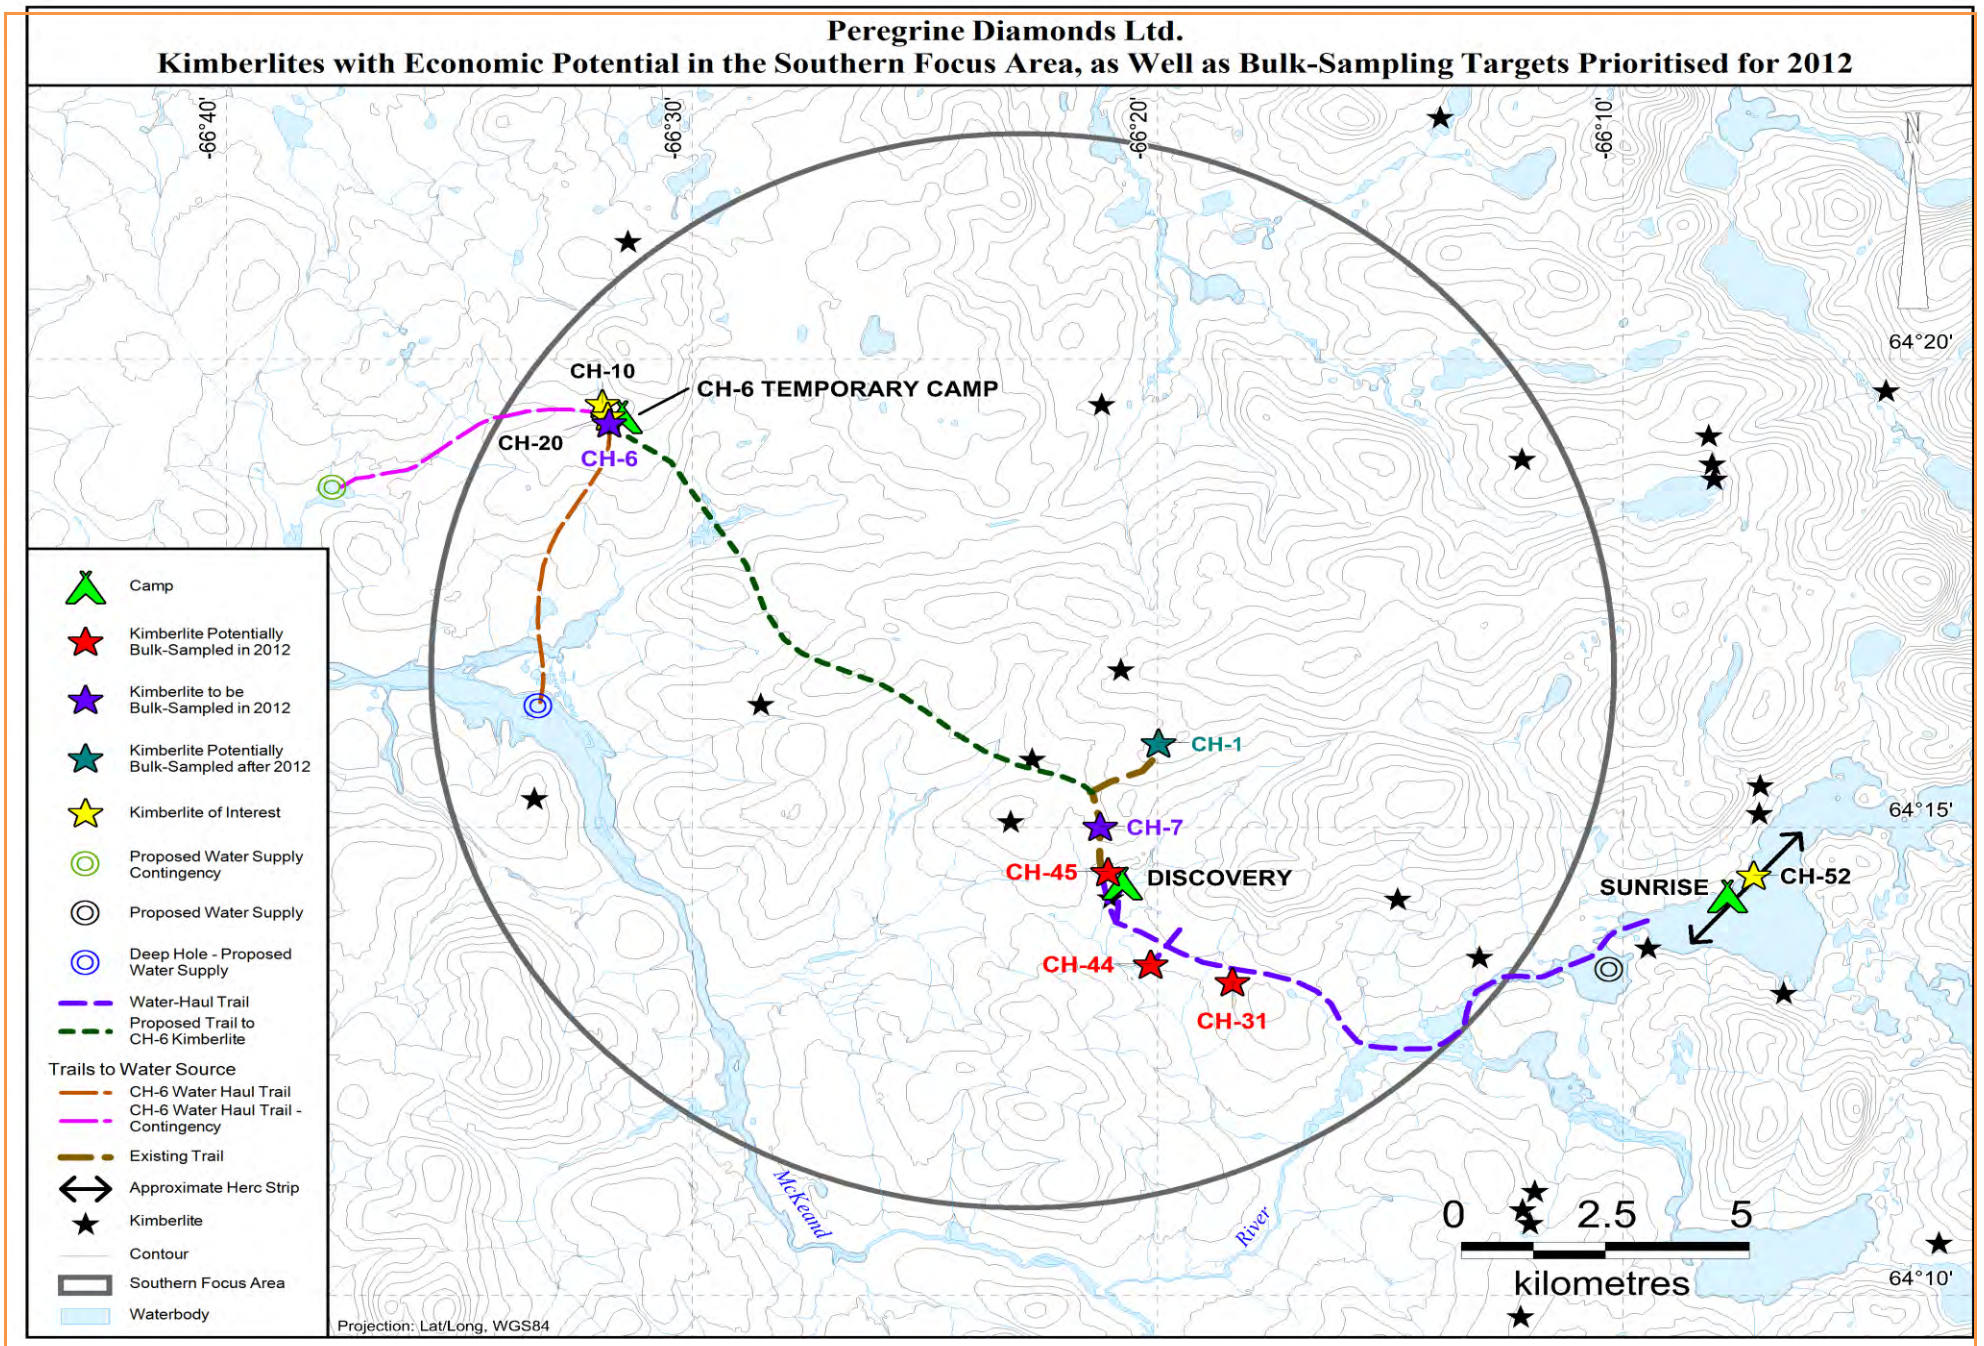 Peregrine Diamonds Ltd.
Kimberlites with Economic Potential in the Southern Focus Area, as Well as Bulk-Sampling Targets Prioritised for 2012
-66°40'
-66°30'
-66°20'
-66°10'
N
64°20'
CH-10
CH-6 TEMPORARY CAMP
CH-20
CH-6
CH-1
64°15'
CH-7
CH-45
DISCOVERY
SUNRISE
CH-52
CH-44
CH-31
McKeand
River
0 2.5 5
kilometres
64°10'
Camp
Kimberlite Potentially
Bulk-Sampled in 2012
Kimberlite to be
Bulk-Sampled in 2012
Kimberlite Potentially
Bulk-Sampled after 2012
Kimberlite of Interest
Proposed Water Supply
Contingency
Proposed Water Supply
Deep Hole - Proposed
Water Supply
Water-Haul Trail
Proposed Trail to
CH-6 Kimberlite
Trails to Water Source
CH-6 Water Haul Trail
CH-6 Water Haul Trail -
Contingency
Existing Trail
Approximate Herc Strip
Kimberlite
Contour
Southern Focus Area
Waterbody
Projection: Lat/Long, WGS84